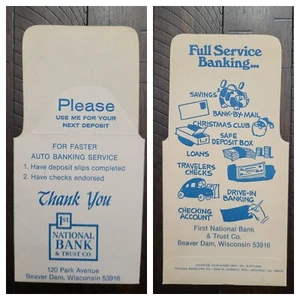 Please
USE ME FOR YOUR
NEXT DEPOSIT
FOR FASTER
AUTO BANKING SERVICE
1. Have deposit slips completed
2. Have checks endorsed
Thank You
1ST
NATIONAL
BANK
& TRUST CO.
120 Park Avenue
Beaver Dam, Wisconsin 53916
Full Service
Banking...
SAVINGS
BANK-BY-MAIL
CHRISTMAS CLUB
SAFE
DEPOSIT BOX
LOANS
TRAVELERS
CHECKS
DRIVE-IN
BANKING
CHECKING
ACCOUNT
First National Bank
& Trust Co.
Beaver Dam, Wisconsin 53916